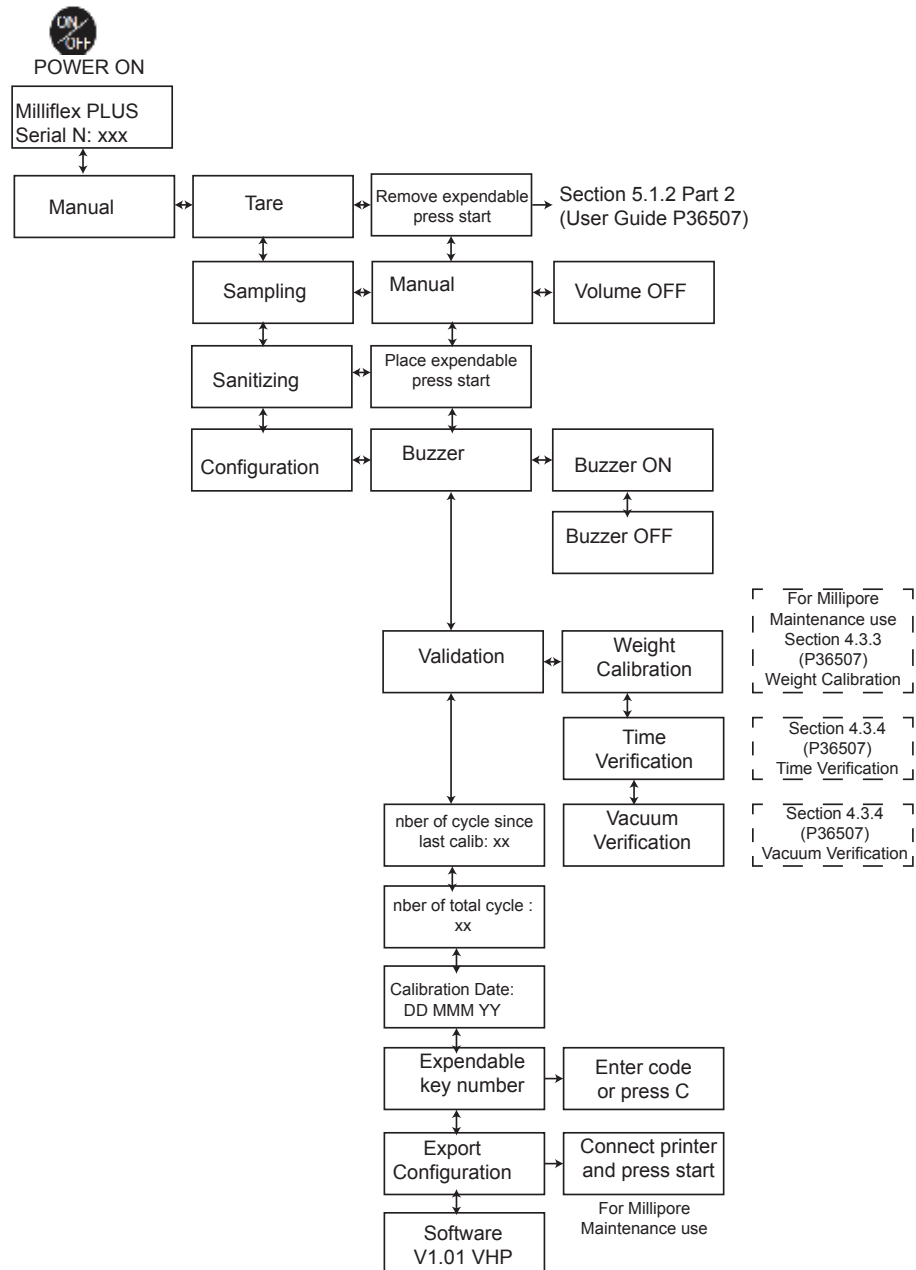 ON/
OFF
POWER ON
Milliflex PLUS
Serial N: xxx
Manual
Tare
Remove expendable
press start
Section 5.1.2 Part 2
(User Guide P36507)
Sampling
Manual
Volume OFF
Sanitizing
Place expendable
press start
Configuration
Buzzer
Buzzer ON
Buzzer OFF
Validation
Weight
Calibration
For Millipore
Maintenance use
Section 4.3.3
(P36507)
Weight Calibration
Time
Verification
Section 4.3.4
(P36507)
Time Verification
nber of cycle since
last calib: xx
Vacuum
Verification
Section 4.3.4
(P36507)
Vacuum Verification
nber of total cycle :
xx
Calibration Date:
DD MMM YY
Expendable
key number
Enter code
or press C
Export
Configuration
Connect printer
and press start
For Millipore
Maintenance use
Software
V1.01 VHP